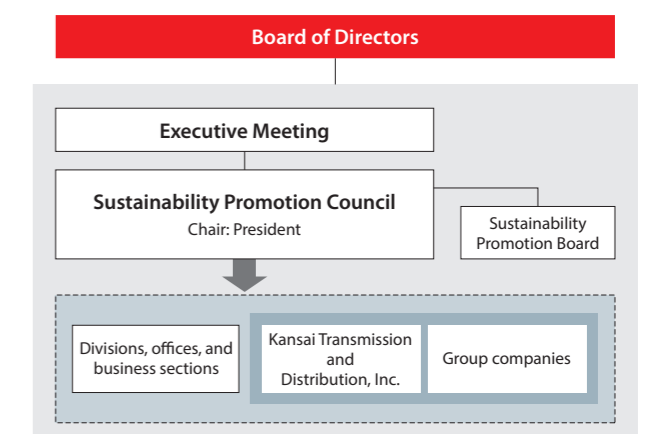 Board of Directors
Executive Meeting
Sustainability Promotion Council
Chair: President
Sustainability
Promotion Board
Divisions, offices, and
business sections
Kansai Transmission
and
Distribution, Inc.
Group companies